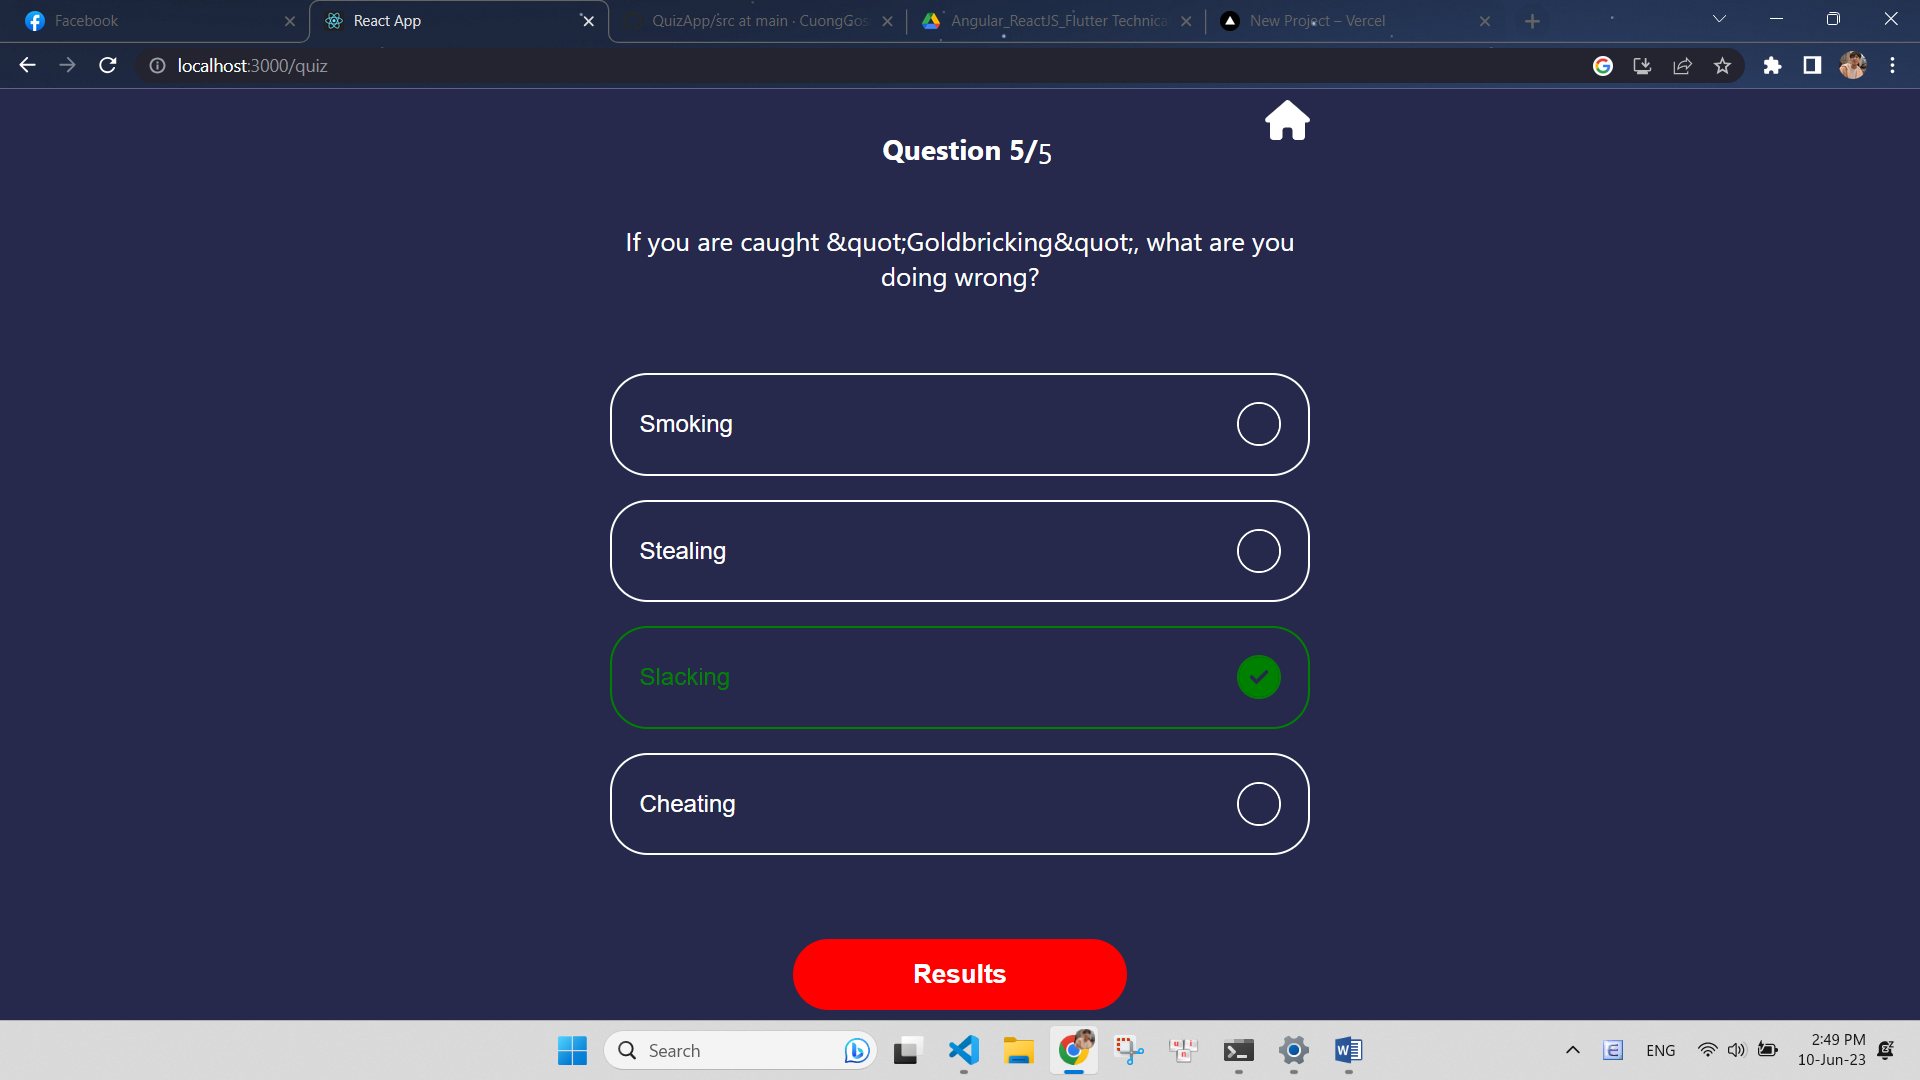 Facebook
React App
QuizApp/src at main · CuongGos
Angular_ReactJS_Flutter Technica
New Project – Vercel
localhost:3000/quiz
Question 5/5
If you are caught &quot;Goldbricking&quot;, what are you
doing wrong?
Smoking
Stealing
Slacking
Cheating
Results
Search
ENG
2:49 PM
10-Jun-23